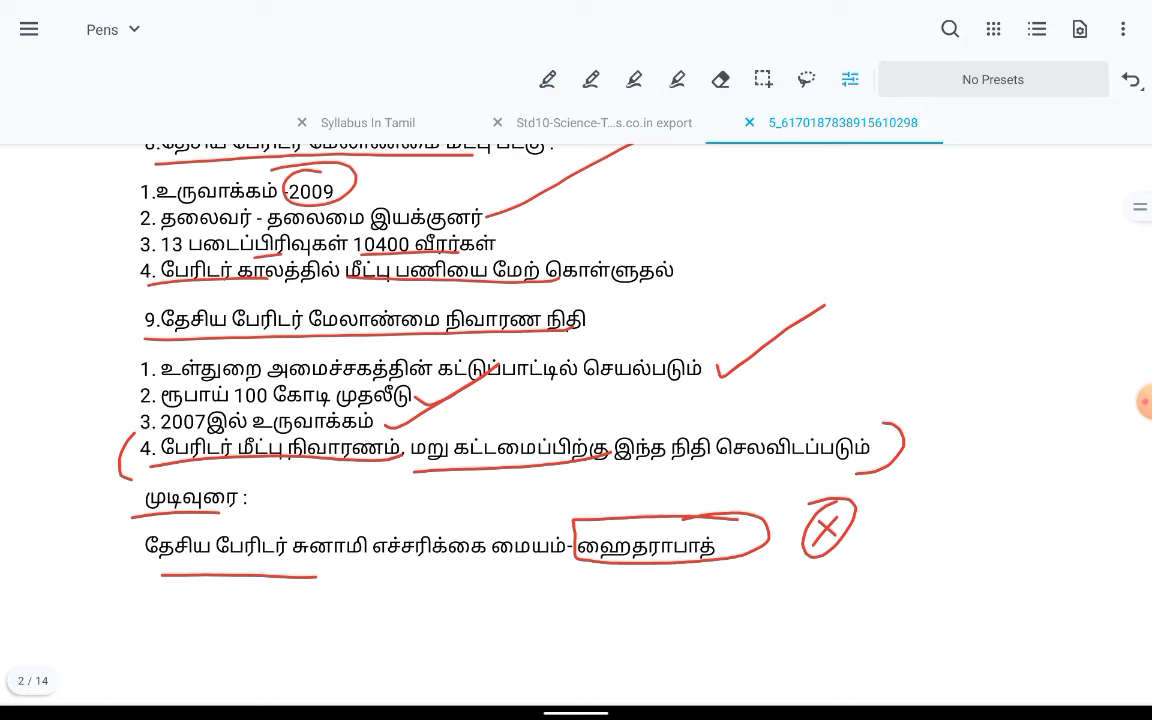 Pens
No Presets
Syllabus In Tamil
Std10-Science-T...s.co.in export
5_6170187838915610298
8.தேசிய பேரிடர் மேலாண்மை மீட்பு படகு :
1.உருவாக்கம் -2009
2. தலைவர் - தலைமை இயக்குனர்
3. 13 படைப்பிரிவுகள் 10400 வீரர்கள்
4. பேரிடர் காலத்தில் மீட்பு பணியை மேற் கொள்ளுதல்
9.தேசிய பேரிடர் மேலாண்மை நிவாரண நிதி
1. உள்துறை அமைச்சகத்தின் கட்டுப்பாட்டில் செயல்படும்
2. ரூபாய் 100 கோடி முதலீடு
3. 2007இல் உருவாக்கம்
4. பேரிடர் மீட்பு நிவாரணம், மறு கட்டமைப்பிற்கு இந்த நிதி செலவிடப்படும்
முடிவுரை :
தேசிய பேரிடர் சுனாமி எச்சரிக்கை மையம்- ஹைதராபாத்
2 / 14